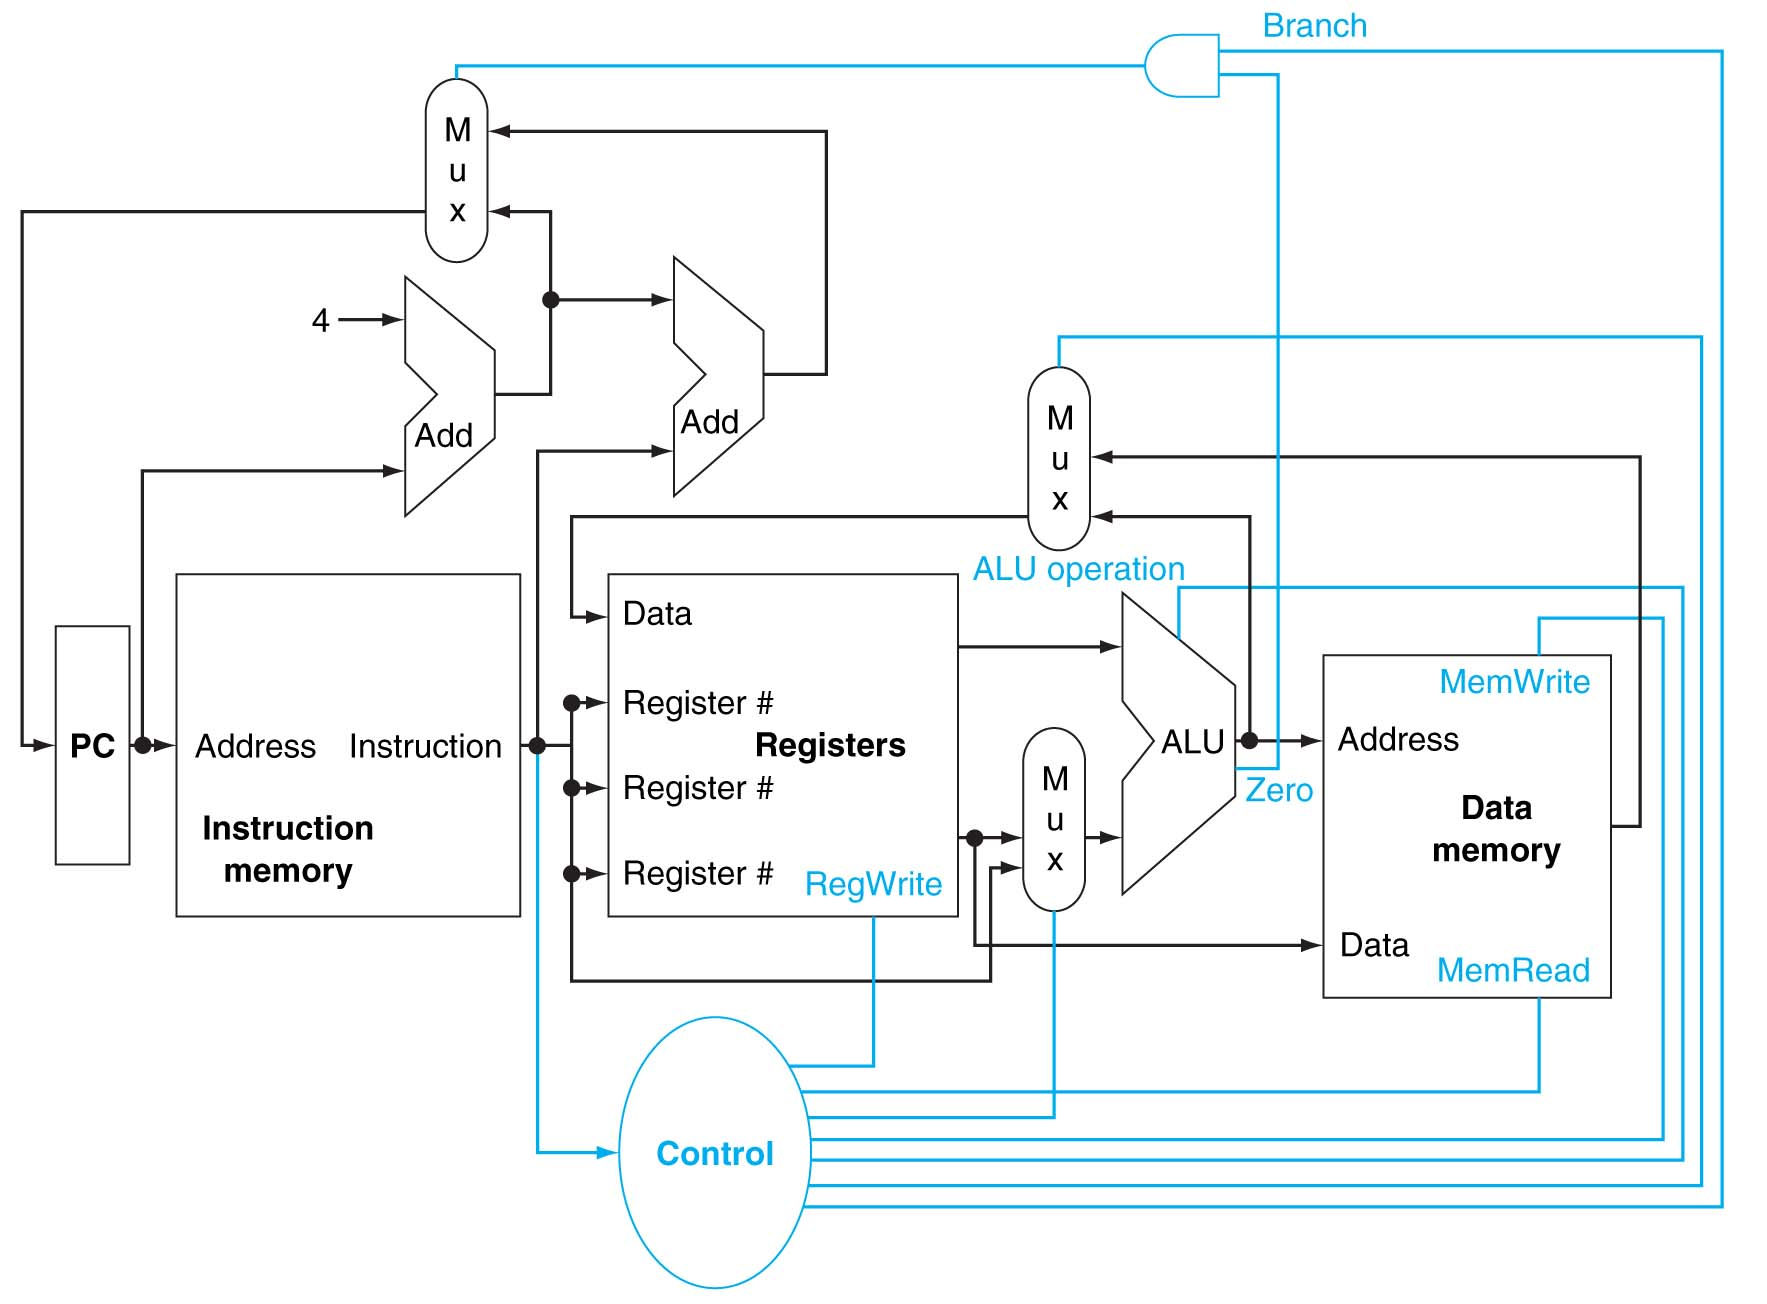 Branch
M
u
x
4
Add
Add
M
u
x
ALU operation
Data
Register #
Registers
Register #
Register #
RegWrite
PC
Address
Instruction
Instruction
memory
M
u
x
ALU
Zero
MemWrite
Address
Data
memory
Data
MemRead
Control